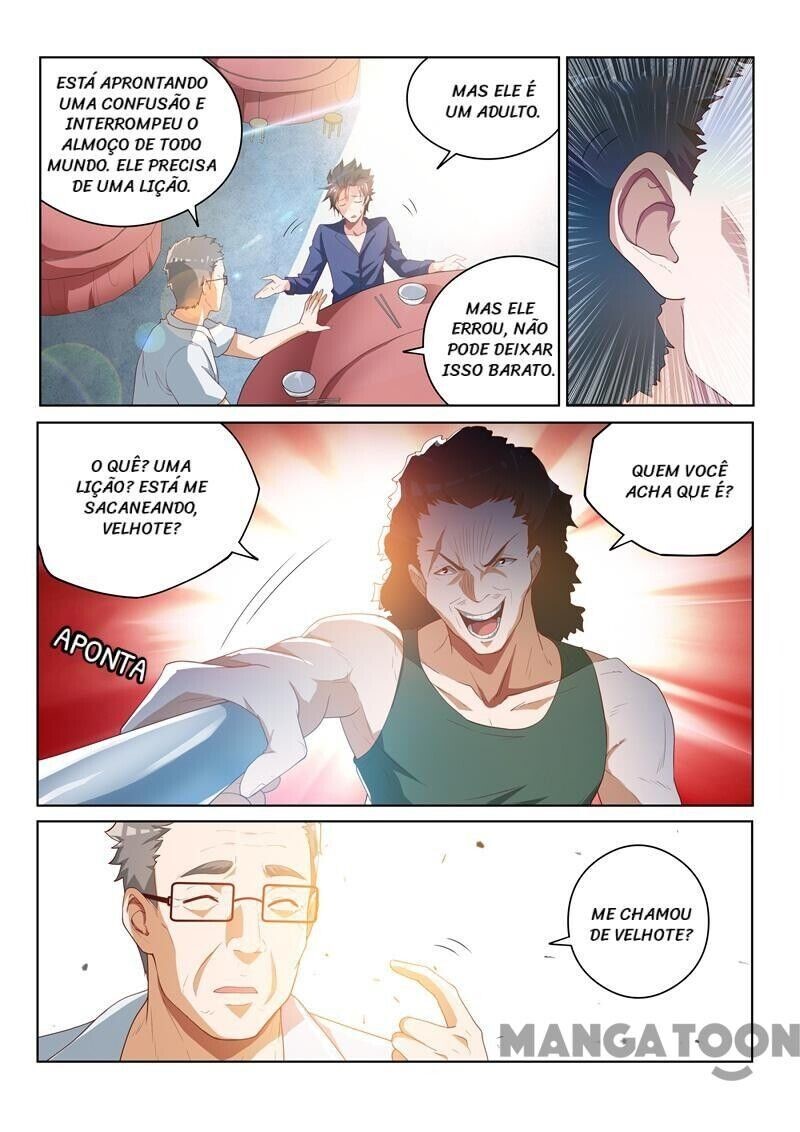 ESTÁ APRONTANDO
UMA CONFUSÃO E
INTERROMPEU O
ALMOÇO DE TODO
MUNDO. ELE PRECISA
DE UMA LIÇÃO.
MAS ELE É
UM ADULTO.
MAS ELE
ERROU, NÃO
PODE DEIXAR
ISSO BARATO.
O QUÊ? UMA
LIÇÃO? ESTÁ ME
SACANEANDO,
VELHOTE?
QUEM VOCÊ
ACHA QUE É?
APONTA
ME CHAMOU
DE VELHOTE?
MANGATOON